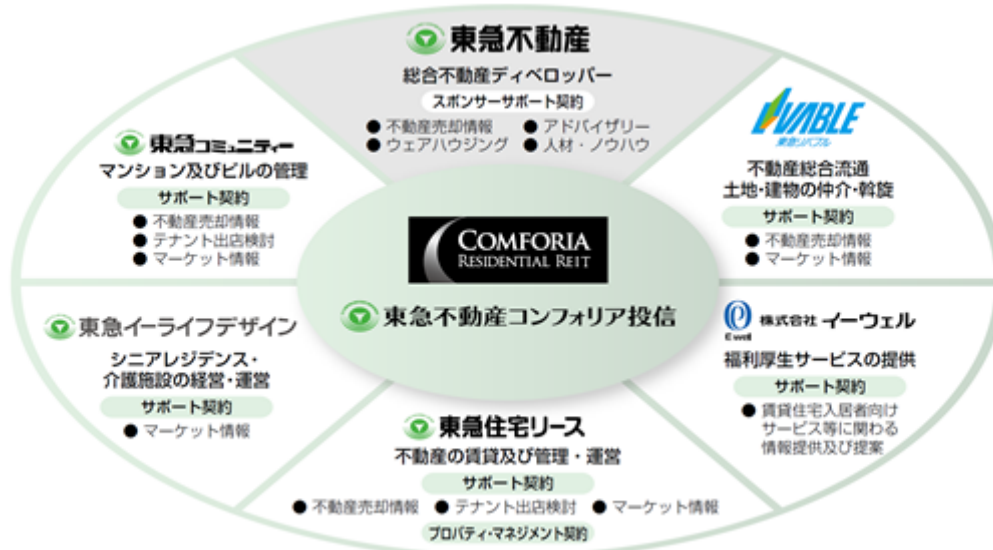 東急不動産
総合不動産ディベロッパー
スポンサーサポート契約
● 不動産売却情報 ● アドバイザリー
● ウェアハウジング ● 人材・ノウハウ
東急コミュニティー
マンション及びビルの管理
サポート契約
● 不動産売却情報
● テナント出店検討
● マーケット情報
LIVABLE
東急リバブル
不動産総合流通
土地・建物の仲介・斡旋
サポート契約
● 不動産売却情報
● マーケット情報
COMFORIA
RESIDENTIAL REIT
東急不動産コンフォリア投信
東急イーライフデザイン
シニアレジデンス・
介護施設の経営・運営
サポート契約
● マーケット情報
Ewel
株式会社 イーウェル
福利厚生サービスの提供
サポート契約
● 賃貸住宅入居者向け
サービス等に関わる
情報提供及び提案
東急住宅リース
不動産の賃貸及び管理・運営
サポート契約
● 不動産売却情報 ● テナント出店検討 ● マーケット情報
プロパティ・マネジメント契約